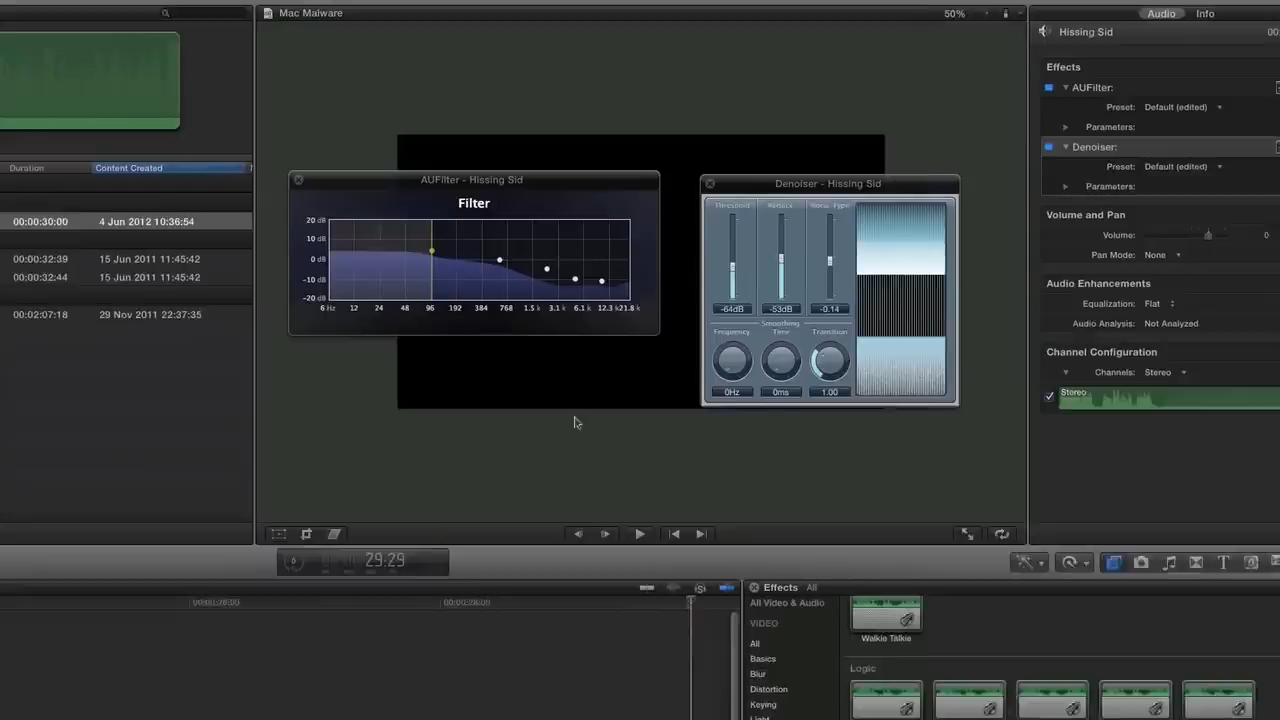 Mac Malware
50%
Audio
Info
Hissing Sid
00:
Effects
AUFilter:
Preset: Default (edited)
Parameters:
Denoiser:
Preset: Default (edited)
Parameters:
Volume and Pan
Volume: 0
Pan Mode: None
Audio Enhancements
Equalization: Flat
Audio Analysis: Not Analyzed
Channel Configuration
Channels: Stereo
Stereo
Duration
Content Created
00:00:30:00 4 Jun 2012 10:36:54
00:00:32:39 15 Jun 2011 11:45:42
00:00:32:44 15 Jun 2011 11:45:42
00:02:07:18 29 Nov 2011 22:37:35
AUFilter - Hissing Sid
Filter
20 dB
10 dB
0 dB
-10 dB
-20 dB
6 Hz 12 24 48 96 192 384 768 1.5 k 3.1 k 6.1 k 12.3 k 21.8 k
Denoiser - Hissing Sid
Threshold Reduce Noise Type
-64dB -53dB -0.14
Smoothing
Frequency Time Transition
0Hz 0ms 1.00
29:29
00:00:28:00
Effects All
All Video & Audio
VIDEO
All
Basics
Blur
Distortion
Keying
Light
Walkie Talkie
Logic